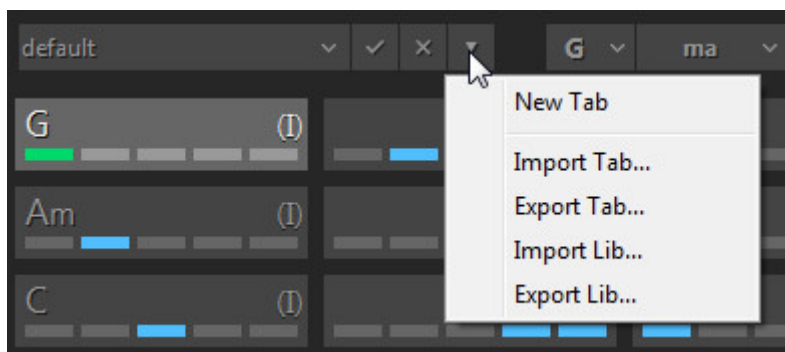 default
G
ma
G (I)
Am (I)
C (I)
New Tab
Import Tab...
Export Tab...
Import Lib...
Export Lib...